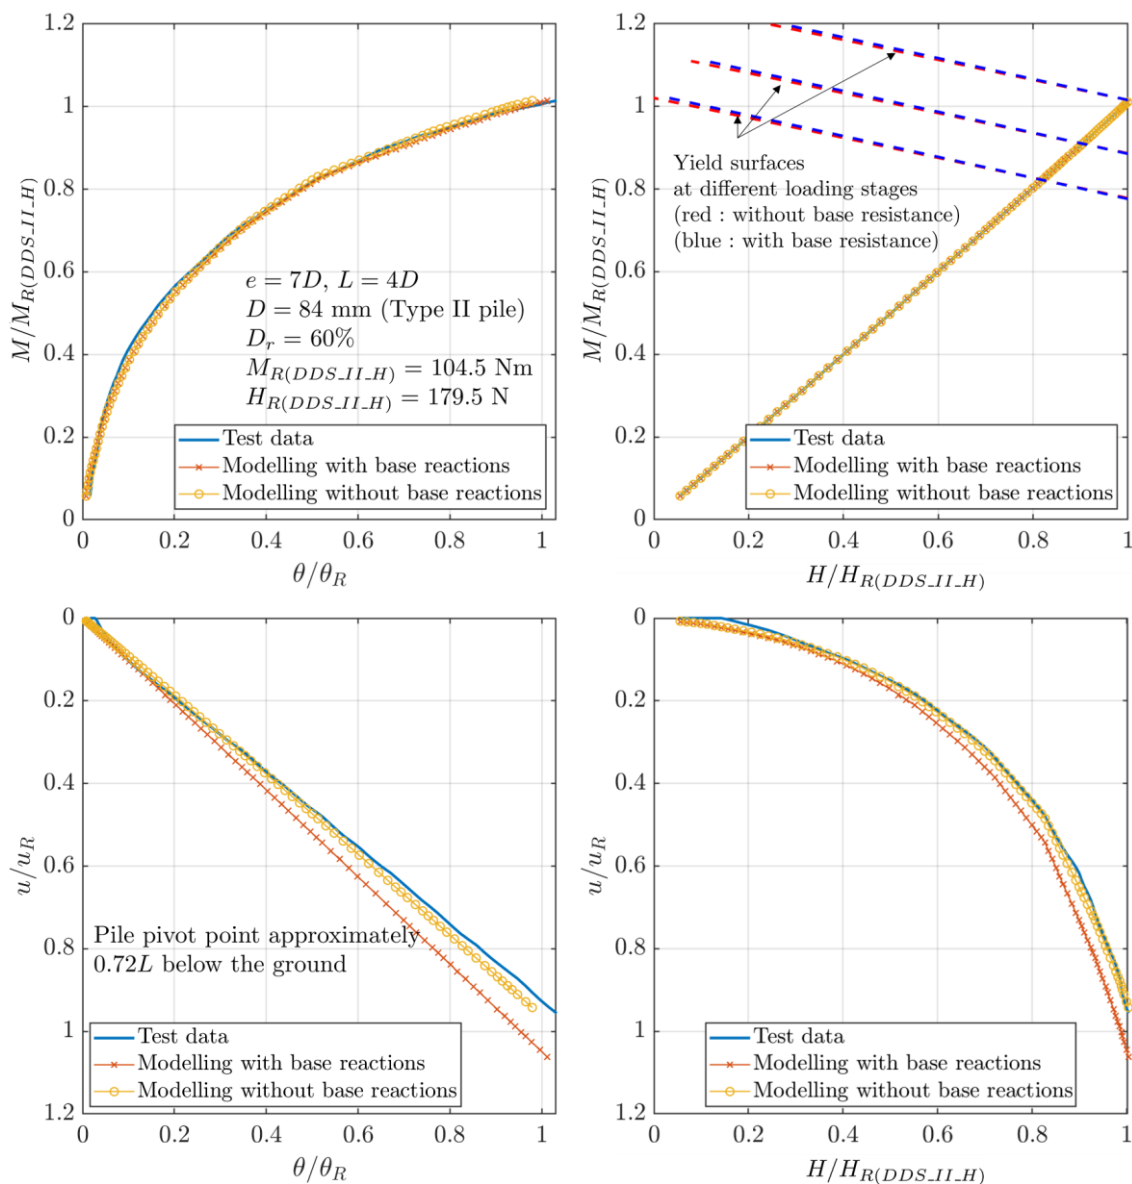 1.2
1
0.8
0.6
0.4
0.2
0
M/M_{R(DDS_II_H)}
e = 7D, L = 4D
D = 84 mm (Type II pile)
D_r = 60%
M_{R(DDS_II_H)} = 104.5 Nm
H_{R(DDS_II_H)} = 179.5 N
Test data
Modelling with base reactions
Modelling without base reactions
0 0.2 0.4 0.6 0.8 1
θ/θ_R
1.2
1
0.8
0.6
0.4
0.2
0
M/M_{R(DDS_II_H)}
Yield surfaces
at different loading stages
(red : without base resistance)
(blue : with base resistance)
Test data
Modelling with base reactions
Modelling without base reactions
0 0.2 0.4 0.6 0.8 1
H/H_{R(DDS_II_H)}
0
0.2
0.4
0.6
0.8
1
1.2
u/u_R
Pile pivot point approximately
0.72L below the ground
Test data
Modelling with base reactions
Modelling without base reactions
0 0.2 0.4 0.6 0.8 1
θ/θ_R
0
0.2
0.4
0.6
0.8
1
1.2
u/u_R
Test data
Modelling with base reactions
Modelling without base reactions
0 0.2 0.4 0.6 0.8 1
H/H_{R(DDS_II_H)}